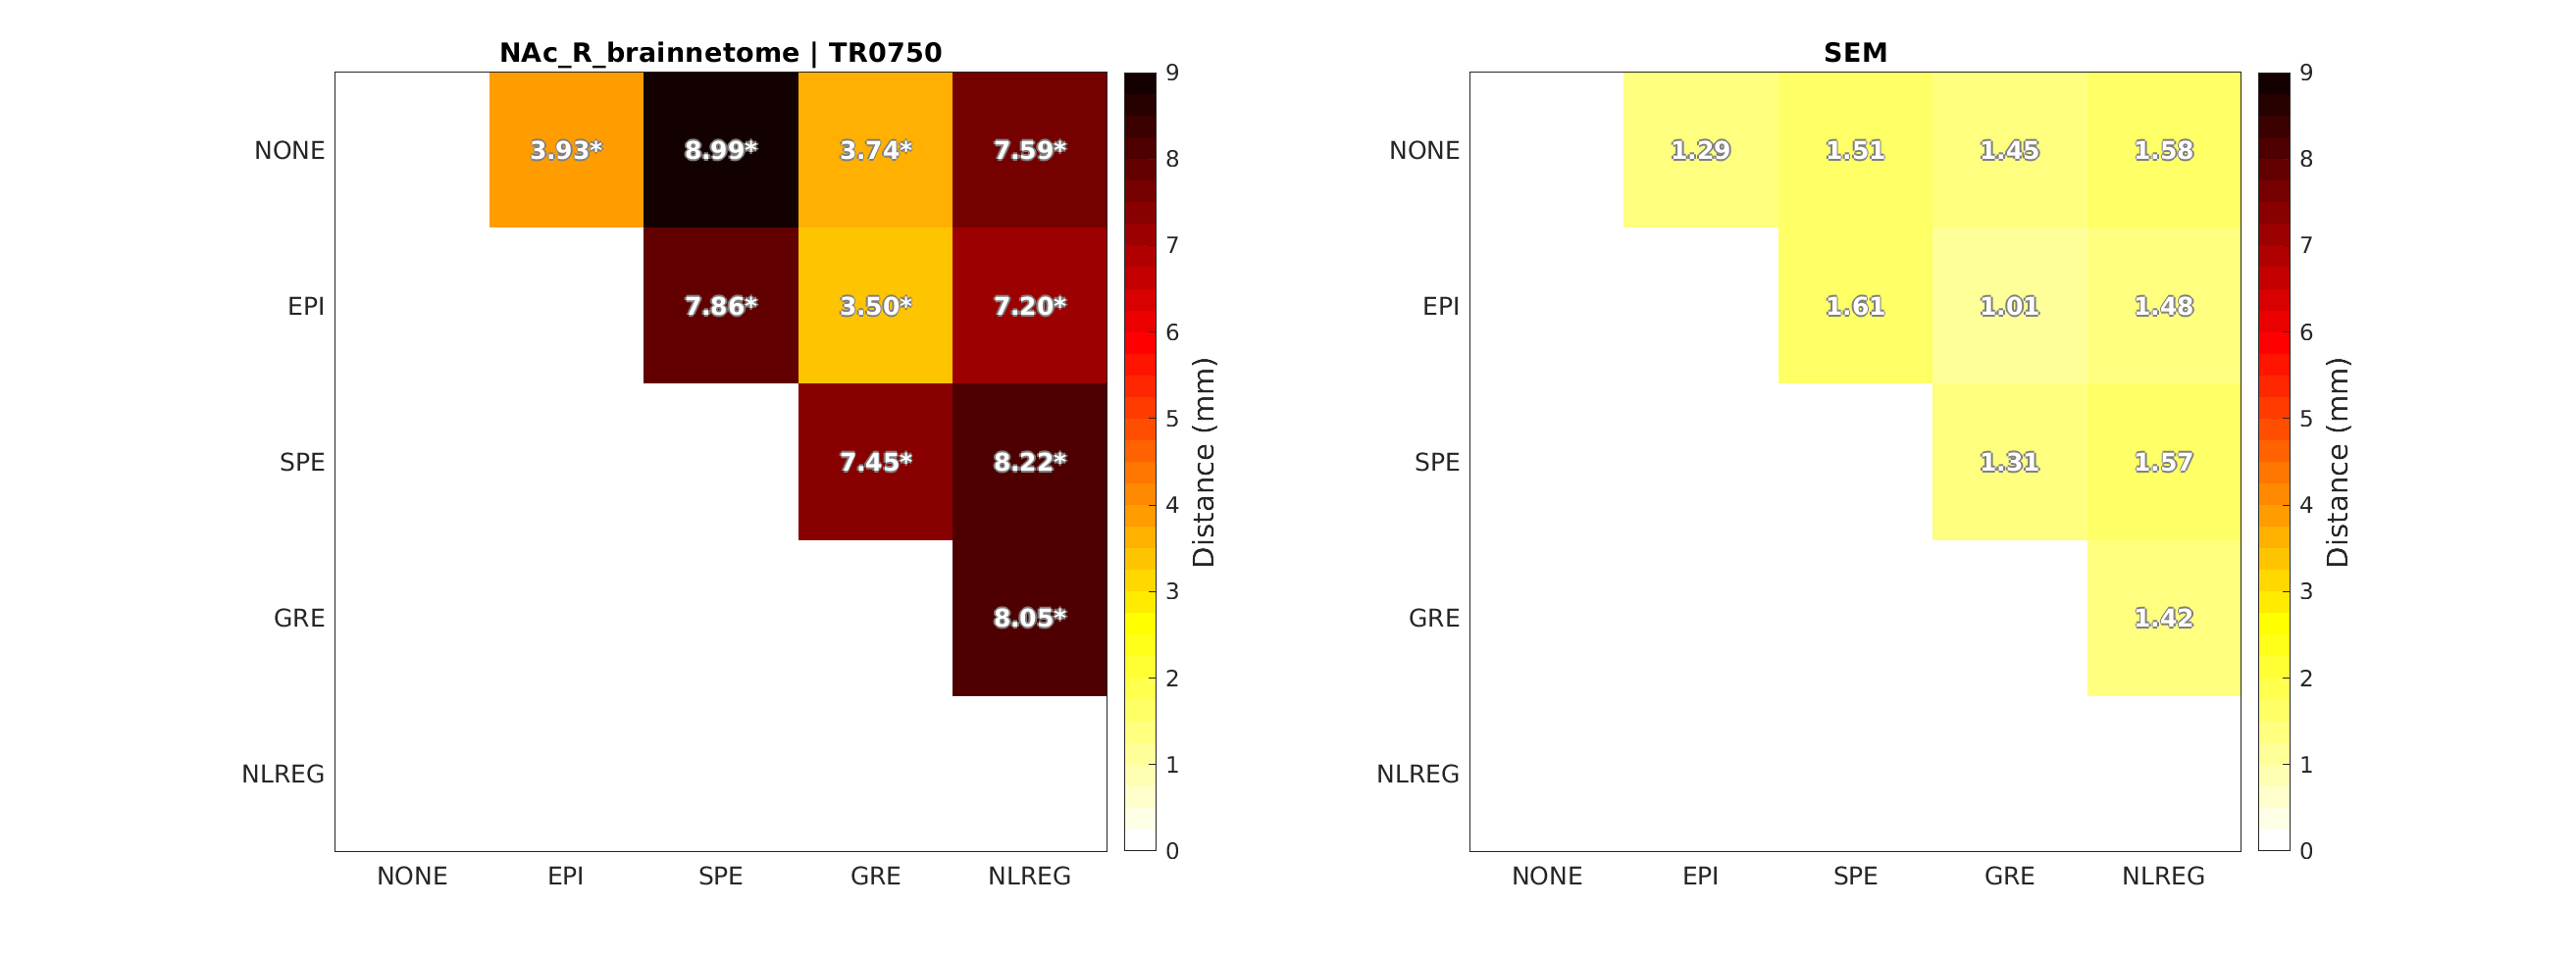 NAc_R_brainnetome | TR0750
NONE 3.93* 8.99* 3.74* 7.59*
EPI 7.86* 3.50* 7.20*
SPE 7.45* 8.22*
GRE 8.05*
NLREG
NONE EPI SPE GRE NLREG
9
8
7
6
5
4
3
2
1
0
Distance (mm)
SEM
NONE 1.29 1.51 1.45 1.58
EPI 1.61 1.01 1.48
SPE 1.31 1.57
GRE 1.42
NLREG
NONE EPI SPE GRE NLREG
9
8
7
6
5
4
3
2
1
0
Distance (mm)